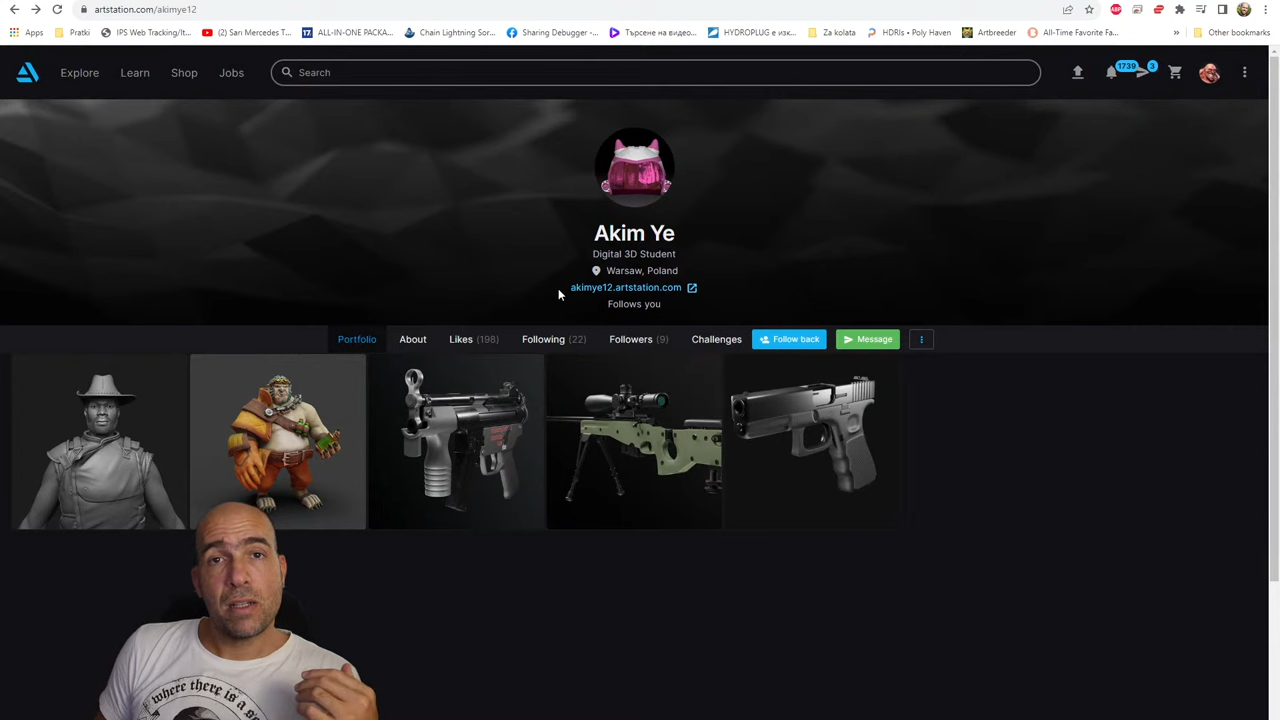 artstation.com/akimye12
ABP
Apps Pratki IPS Web Tracking/It... (2) San Mercedes T... 17. ALL-IN-ONE PACKA... Chain Lightning Sor... Sharing Debugger -... Търсене на видео... HYDROPLUG е изк... Za kolata HDRIs • Poly Haven Artbreeder All-Time Favorite Fa... » Other bookmarks
Explore Learn Shop Jobs Search 1739 3
Akim Ye
Digital 3D Student
Warsaw, Poland
akimye12.artstation.com
Follows you
Portfolio About Likes (198) Following (22) Followers (9) Challenges Follow back Message
where there is a s